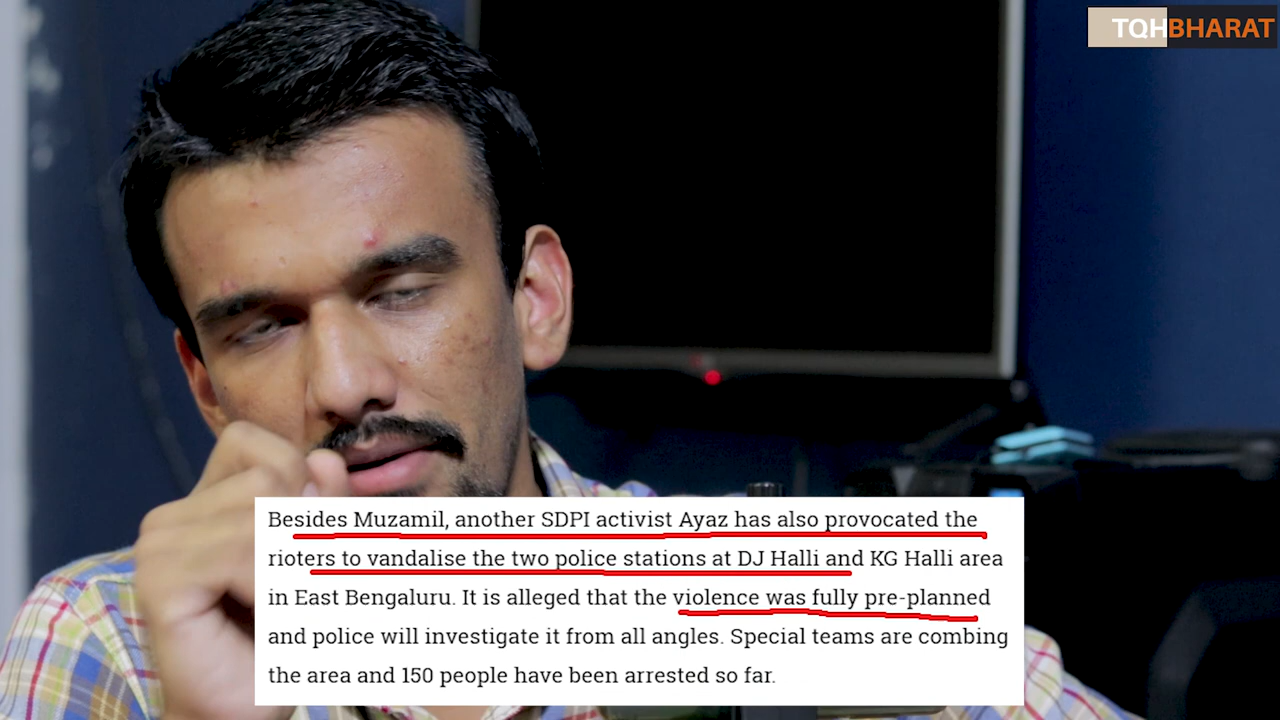 TQHBHARAT
Besides Muzamil, another SDPI activist Ayaz has also provocated the
rioters to vandalise the two police stations at DJ Halli and KG Halli area
in East Bengaluru. It is alleged that the violence was fully pre-planned
and police will investigate it from all angles. Special teams are combing
the area and 150 people have been arrested so far.